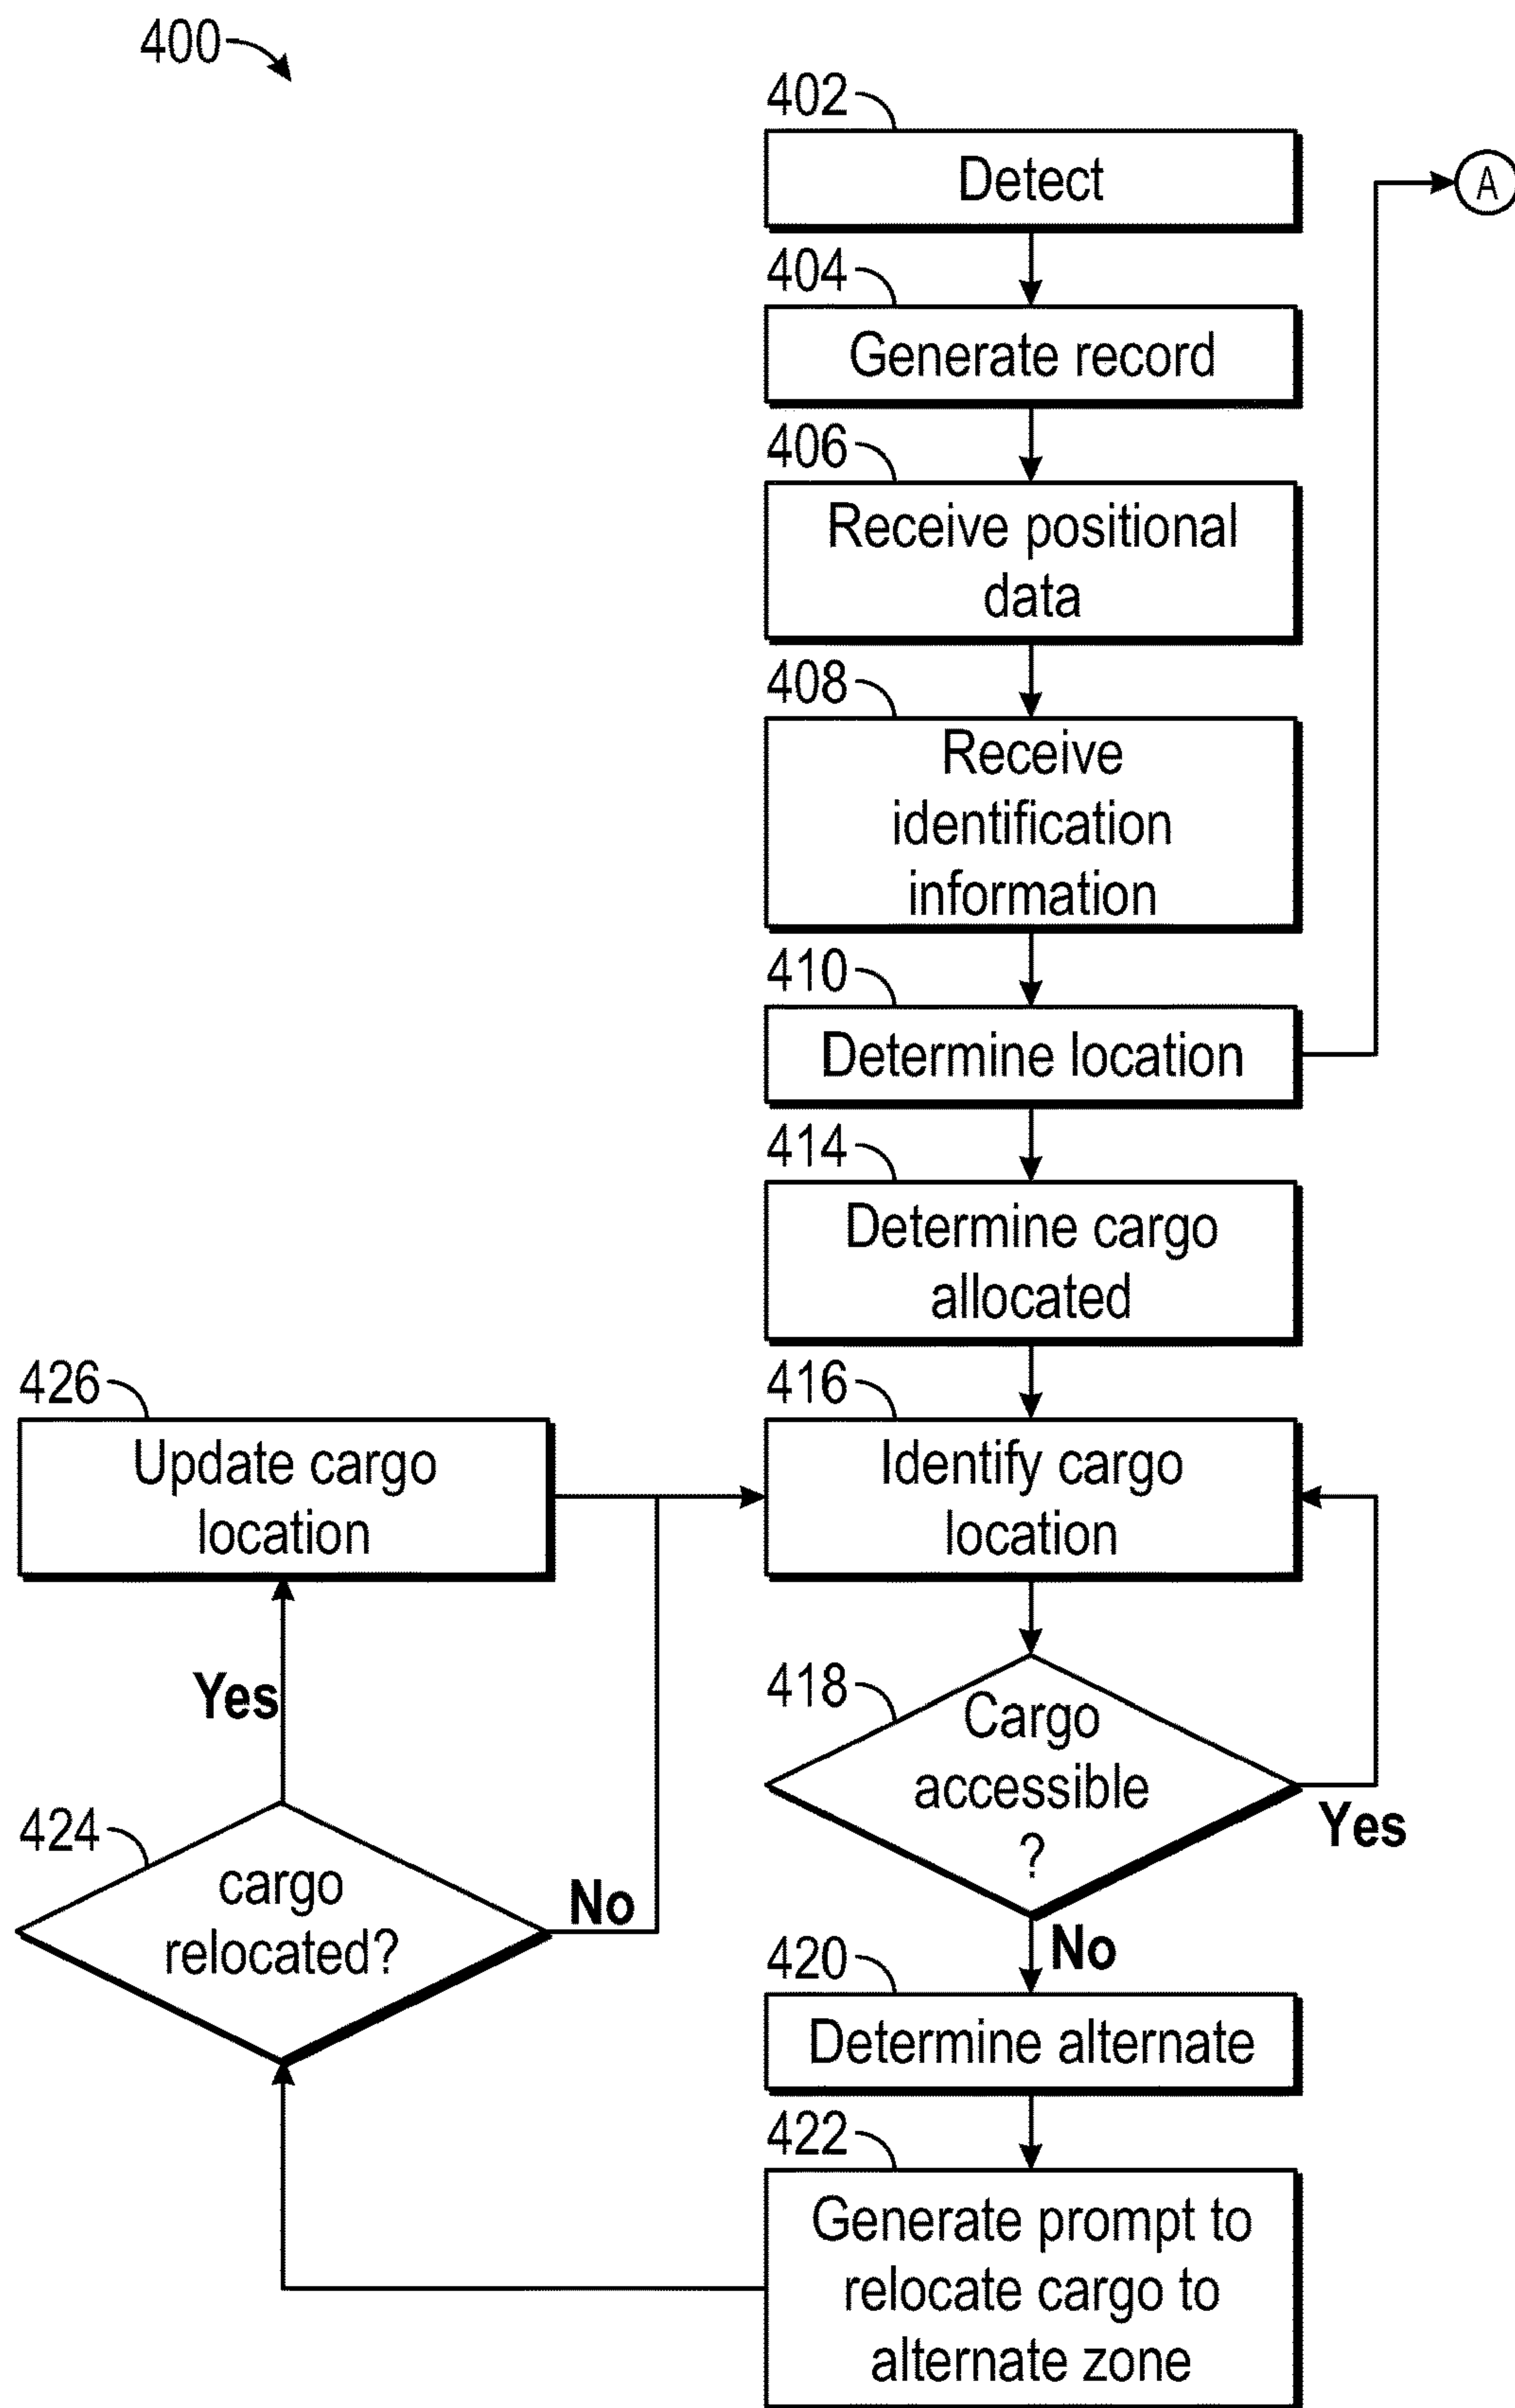 400
402
Detect
A
404
Generate record
406
Receive positional
data
408
Receive
identification
information
410
Determine location
414
Determine cargo
allocated
426
Update cargo
location
416
Identify cargo
location
Yes
418
Cargo
accessible
?
Yes
424
cargo
relocated?
No
No
420
Determine alternate
422
Generate prompt to
relocate cargo to
alternate zone